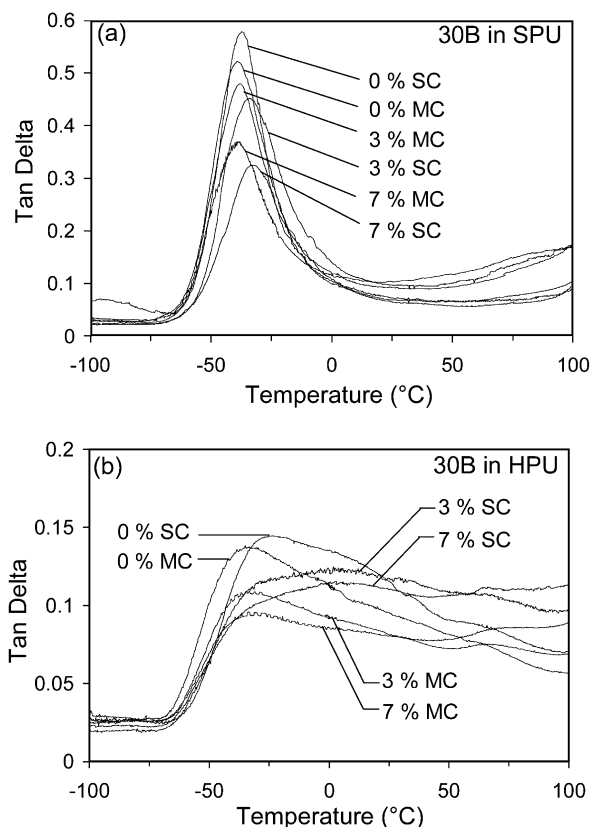 (a)
30B in SPU
0.6
0.5
0.4
0.3
0.2
0.1
0
Tan Delta
0 % SC
0 % MC
3 % MC
3 % SC
7 % MC
7 % SC
-100
-50
0
50
100
Temperature (°C)
(b)
30B in HPU
0.2
0.15
0.1
0.05
0
Tan Delta
3 % SC
7 % SC
0 % SC
0 % MC
3 % MC
7 % MC
-100
-50
0
50
100
Temperature (°C)